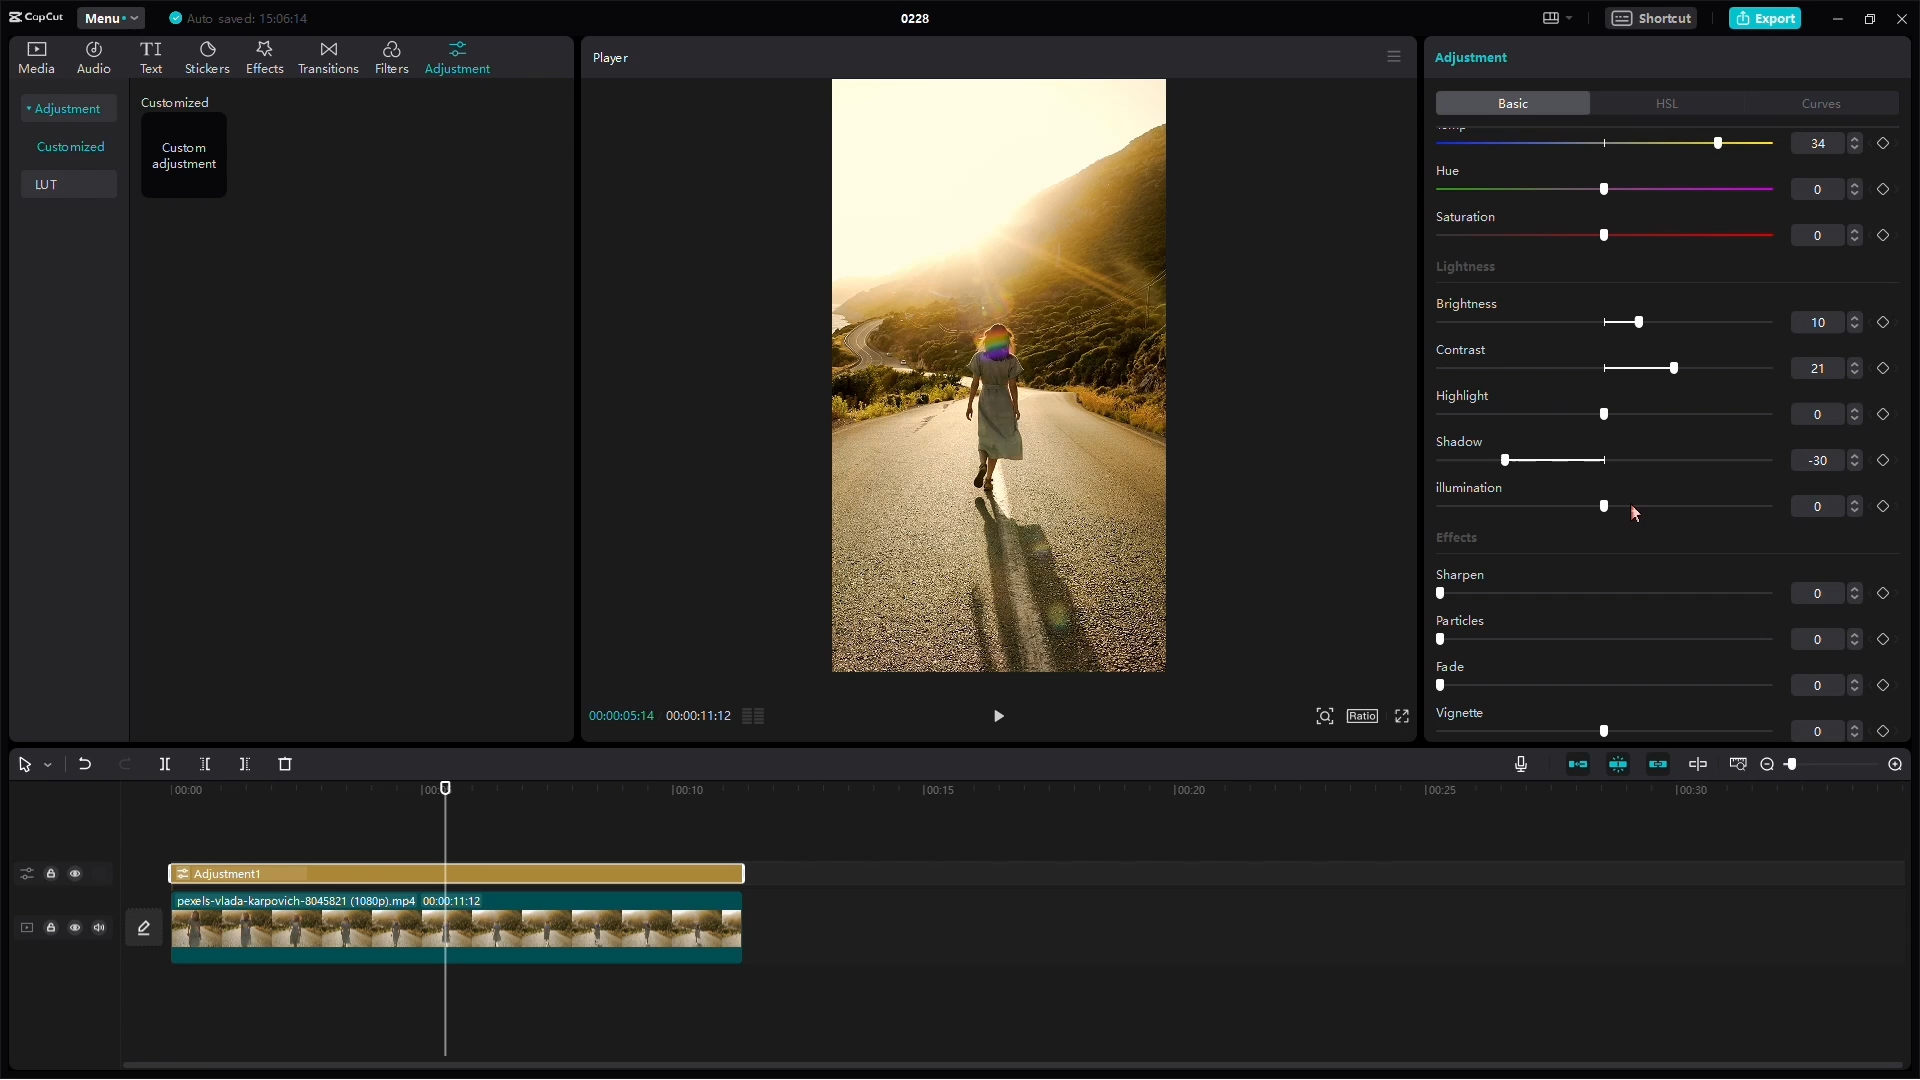 CapCut
Menu
Auto saved: 15:06:14
0228
Shortcut
Export
Media
Audio
Text
Stickers
Effects
Transitions
Filters
Adjustment
Adjustment
Customized
LUT
Customized
Custom
adjustment
Player
00:00:05:14
00:00:11:12
Ratio
Adjustment
Basic
HSL
Curves
Temp
34
Hue
0
Saturation
0
Lightness
Brightness
10
Contrast
21
Highlight
0
Shadow
-30
illumination
0
Effects
Sharpen
0
Particles
0
Fade
0
Vignette
0
00:00
00:10
00:15
00:20
00:25
00:30
Adjustment1
pexels-vlada-karpovich-8045821 (1080p).mp4
00:00:11:12